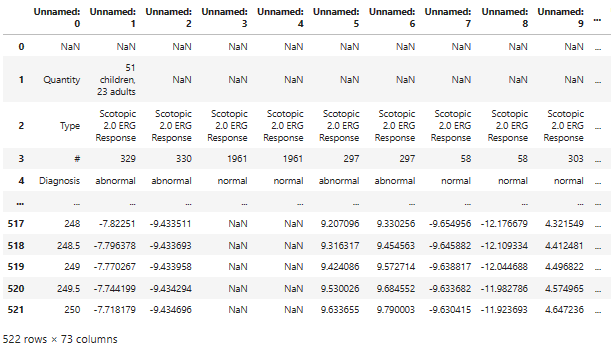 Unnamed: 0 Unnamed: 1 Unnamed: 2 Unnamed: 3 Unnamed: 4 Unnamed: 5 Unnamed: 6 Unnamed: 7 Unnamed: 8 Unnamed: 9 ...
0 NaN NaN NaN NaN NaN NaN NaN NaN NaN NaN ...
1 Quantity 51 children, 23 adults NaN NaN NaN NaN NaN NaN NaN NaN ...
2 Type Scotopic 2.0 ERG Response Scotopic 2.0 ERG Response Scotopic 2.0 ERG Response Scotopic 2.0 ERG Response Scotopic 2.0 ERG Response Scotopic 2.0 ERG Response Scotopic 2.0 ERG Response Scotopic 2.0 ERG Response Scotopic 2.0 ERG Response ...
3 # 329 330 1961 1961 297 297 58 58 303 ...
4 Diagnosis abnormal abnormal normal normal abnormal abnormal normal normal abnormal ...
... ... ... ... ... ... ... ... ... ... ... ...
517 248 -7.82251 -9.433511 NaN NaN 9.207096 9.330256 -9.654956 -12.176679 4.321549 ...
518 248.5 -7.796378 -9.433693 NaN NaN 9.316317 9.454563 -9.645882 -12.109334 4.412481 ...
519 249 -7.770267 -9.433958 NaN NaN 9.424086 9.572714 -9.638817 -12.044688 4.496822 ...
520 249.5 -7.744199 -9.434294 NaN NaN 9.530026 9.684552 -9.633682 -11.982786 4.574965 ...
521 250 -7.718179 -9.434696 NaN NaN 9.633655 9.790003 -9.630415 -11.923693 4.647236 ...
522 rows × 73 columns